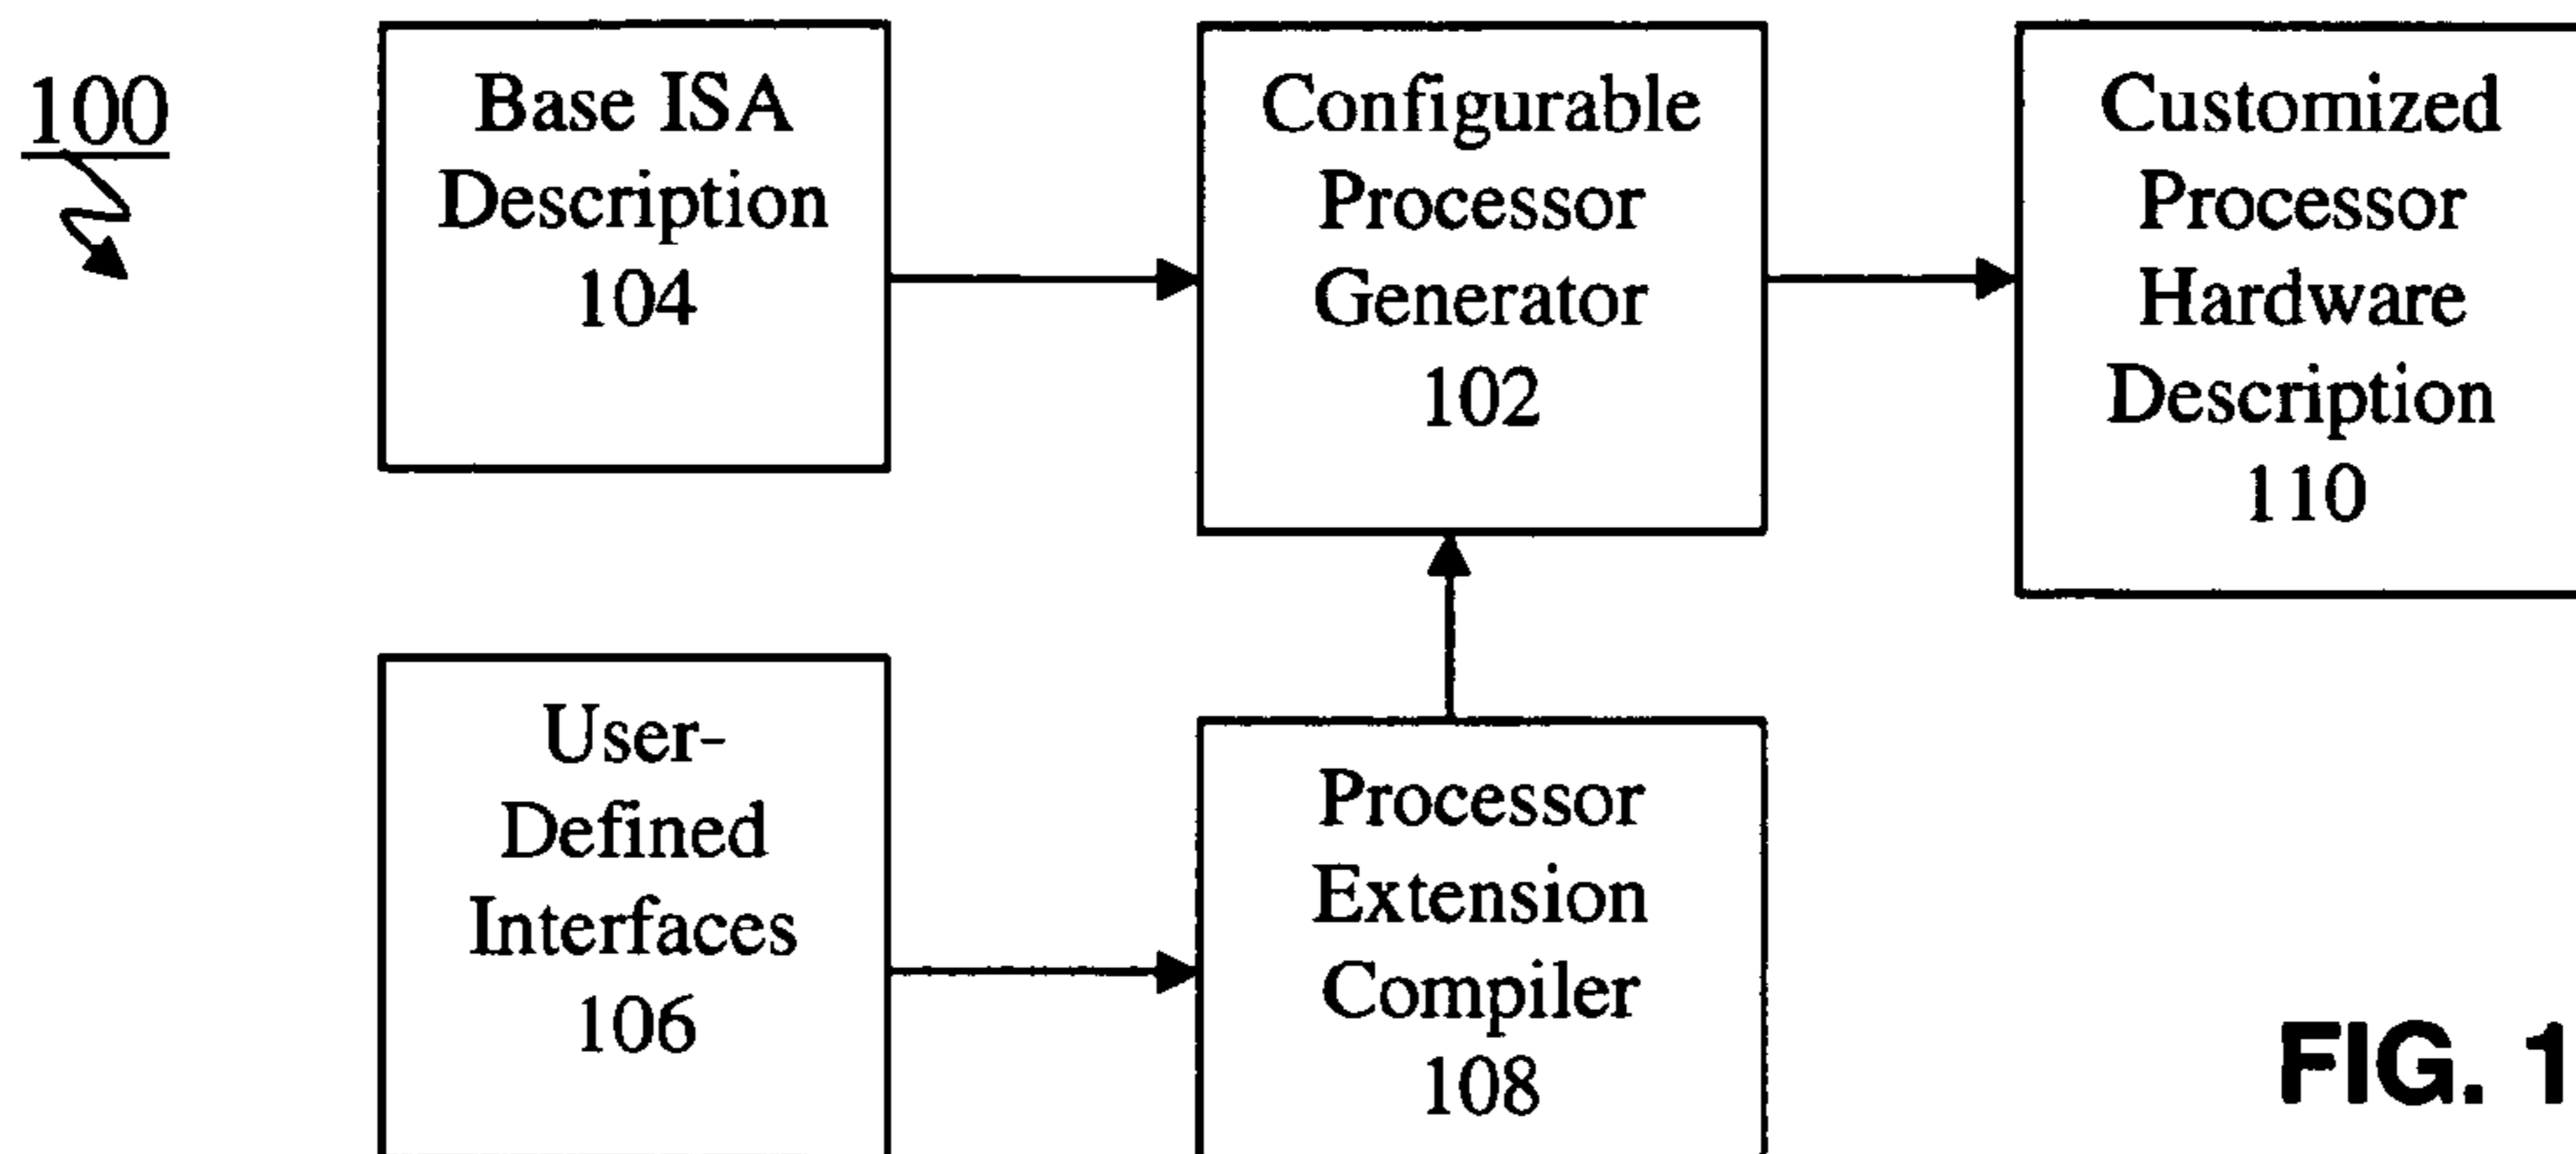 100
Base ISA
Description
104
Configurable
Processor
Generator
102
Customized
Processor
Hardware
Description
110
User-
Defined
Interfaces
106
Processor
Extension
Compiler
108
FIG. 1